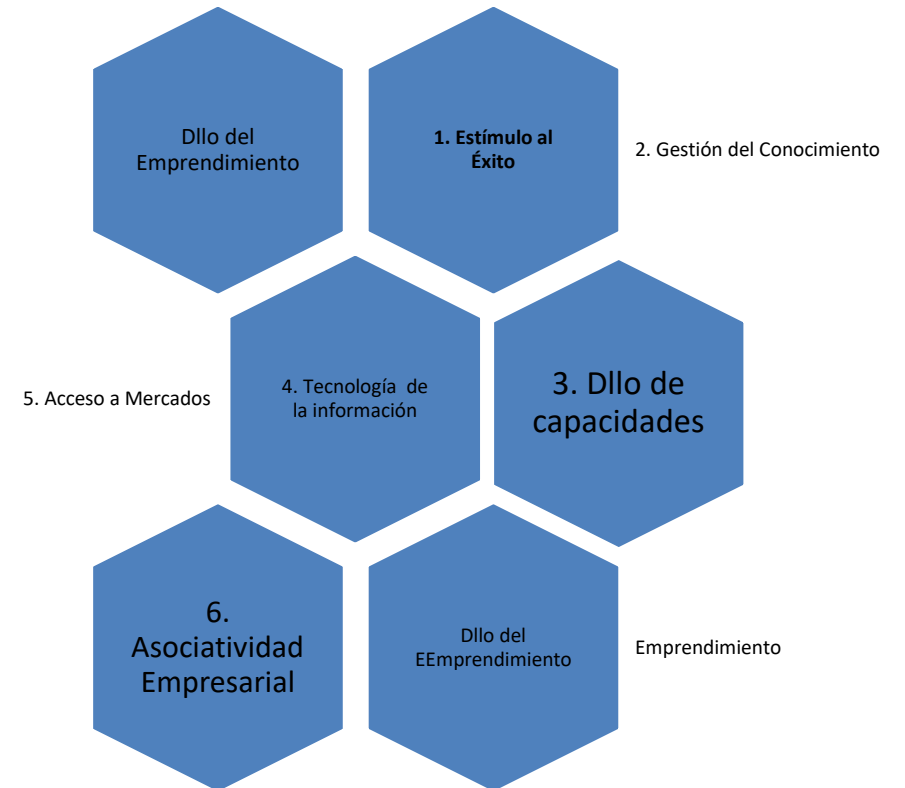 Dllo del
Emprendimiento
1. Estímulo al
Éxito
2. Gestión del Conocimiento
5. Acceso a Mercados
4. Tecnología de
la información
3. Dllo de
capacidades
6.
Asociatividad
Empresarial
Dllo del
EEmprendimiento
Emprendimiento